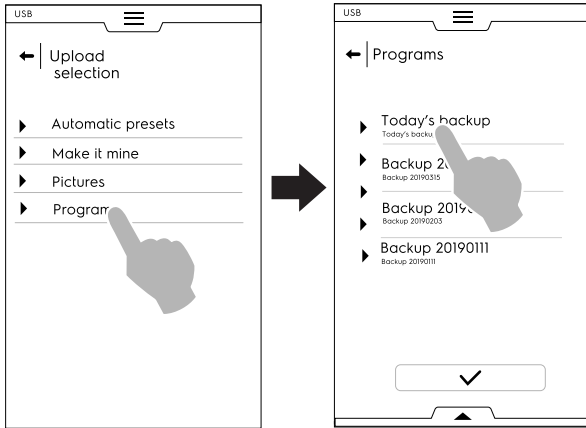 USB
Upload
selection
Automatic presets
Make it mine
Pictures
Program
USB
Programs
Today's backup
Today's backu
Backup 2
Backup 20190315
Backup 2019
Backup 20190203
Backup 20190111
Backup 20190111